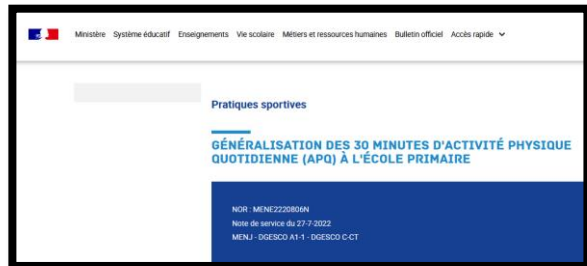 Ministère Système éducatif Enseignements Vie scolaire Métiers et ressources humaines Bulletin officiel Accès rapide
Pratiques sportives
GÉNÉRALISATION DES 30 MINUTES D'ACTIVITÉ PHYSIQUE
QUOTIDIENNE (APQ) À L'ÉCOLE PRIMAIRE
NOR : MENE2220806N
Note de service du 27-7-2022
MENJ - DGESCO A1-1 - DGESCO C-CT